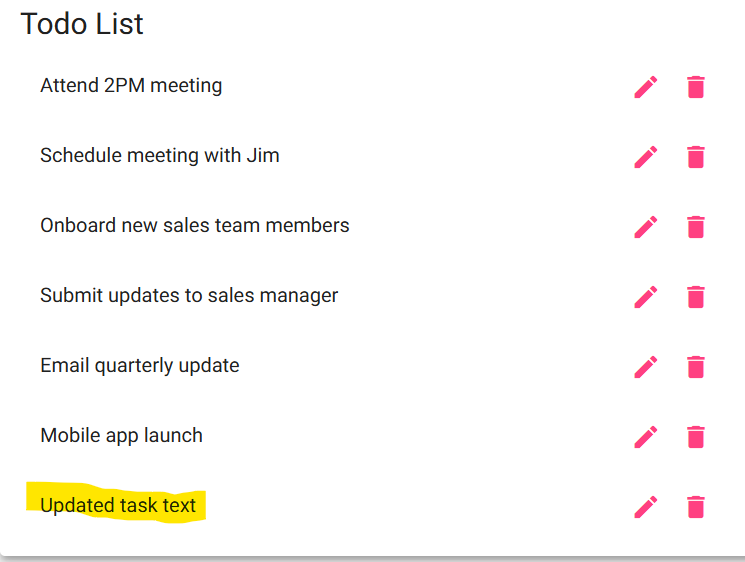 Todo List
Attend 2PM meeting
Schedule meeting with Jim
Onboard new sales team members
Submit updates to sales manager
Email quarterly update
Mobile app launch
Updated task text